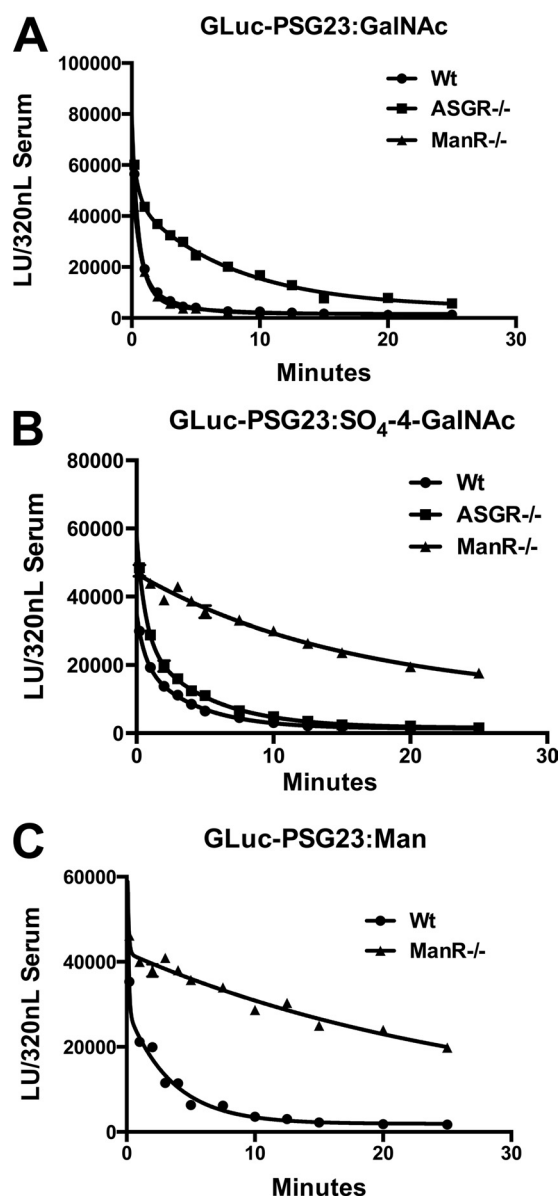 A
GLuc-PSG23:GalNAc
100000
80000
60000
40000
20000
0
LU/320nL Serum
Wt
ASGR-/-
ManR-/-
0
10
20
30
Minutes
B
GLuc-PSG23:SO₄-4-GalNAc
80000
60000
40000
20000
0
LU/320nL Serum
Wt
ASGR-/-
ManR-/-
0
10
20
30
Minutes
C
GLuc-PSG23:Man
60000
40000
20000
0
LU/320nL Serum
Wt
ManR-/-
0
10
20
30
Minutes